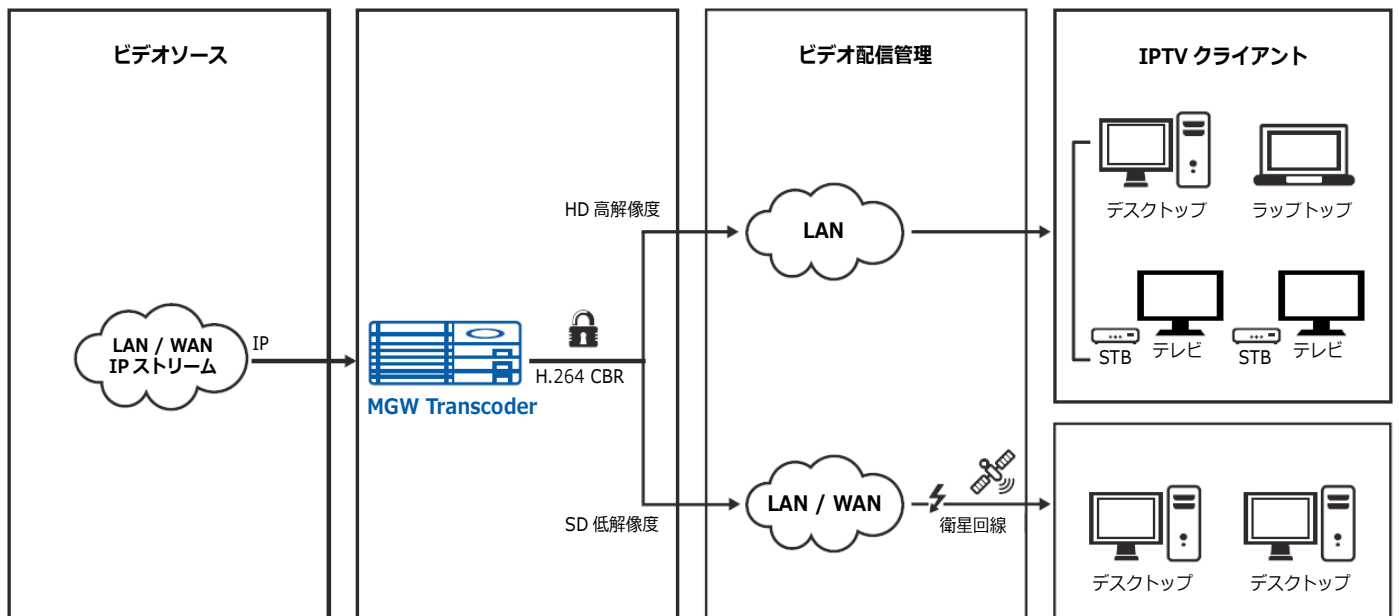 ビデオソース
ビデオ配信管理
IPTV クライアント
HD 高解像度
LAN
デスクトップ
ラップトップ
LAN / WAN
IP ストリーム
IP
H.264 CBR
MGW Transcoder
STB
テレビ
STB
テレビ
SD 低解像度
LAN / WAN
衛星回線
デスクトップ
デスクトップ